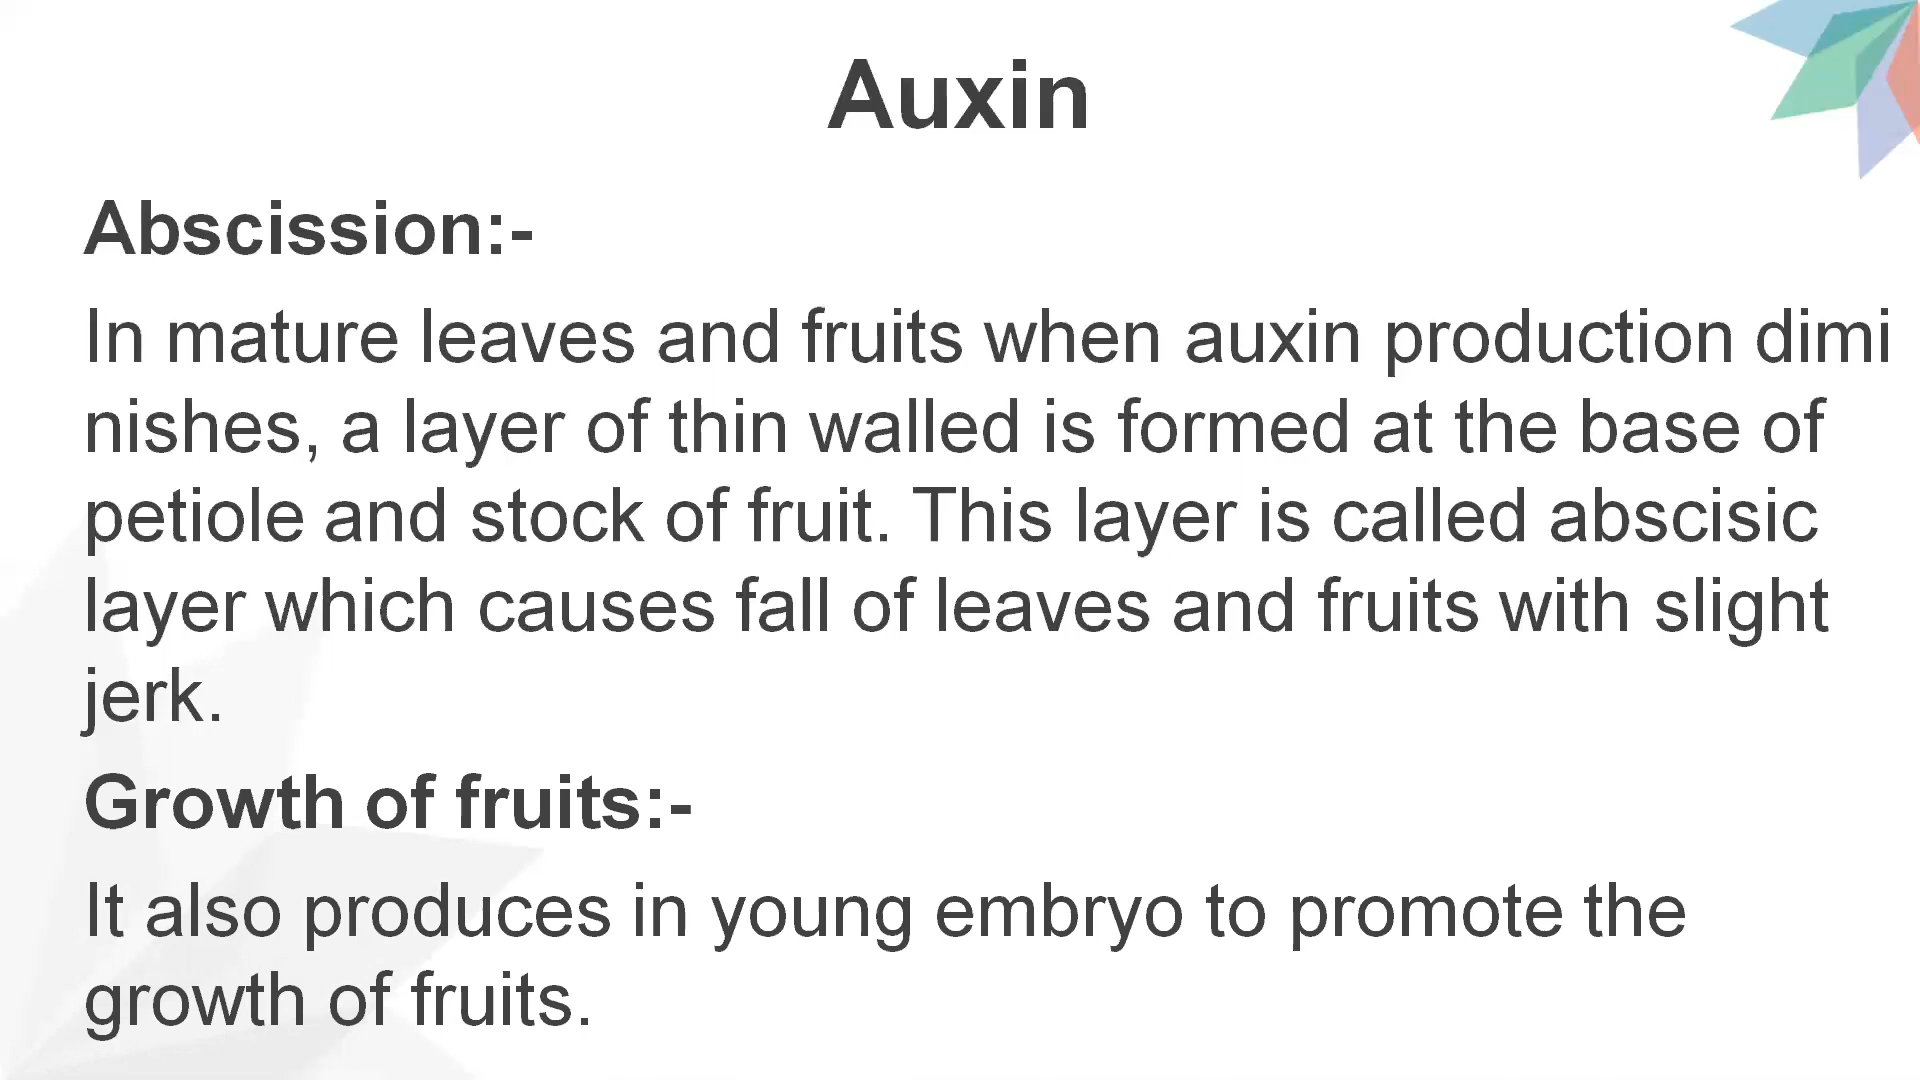 Auxin
Abscission:-
In mature leaves and fruits when auxin production dimi
nishes, a layer of thin walled is formed at the base of
petiole and stock of fruit. This layer is called abscisic
layer which causes fall of leaves and fruits with slight
jerk.
Growth of fruits:-
It also produces in young embryo to promote the
growth of fruits.